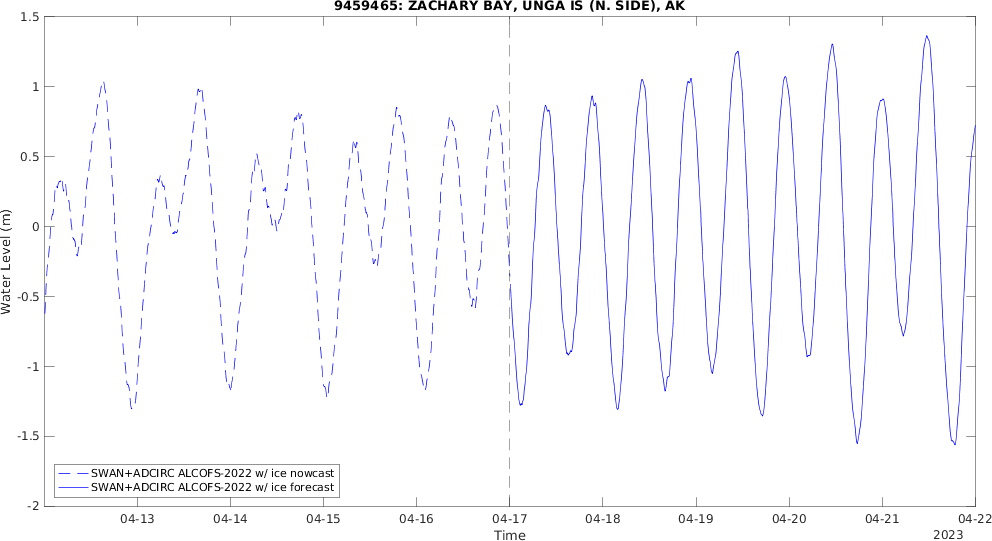 9459465: ZACHARY BAY, UNGA IS (N. SIDE), AK
1.5
1
0.5
0
-0.5
-1
-1.5
-2
Water Level (m)
SWAN+ADCIRC ALCOFS-2022 w/ ice nowcast
SWAN+ADCIRC ALCOFS-2022 w/ ice forecast
04-13 04-14 04-15 04-16 04-17 04-18 04-19 04-20 04-21 04-22
Time
2023